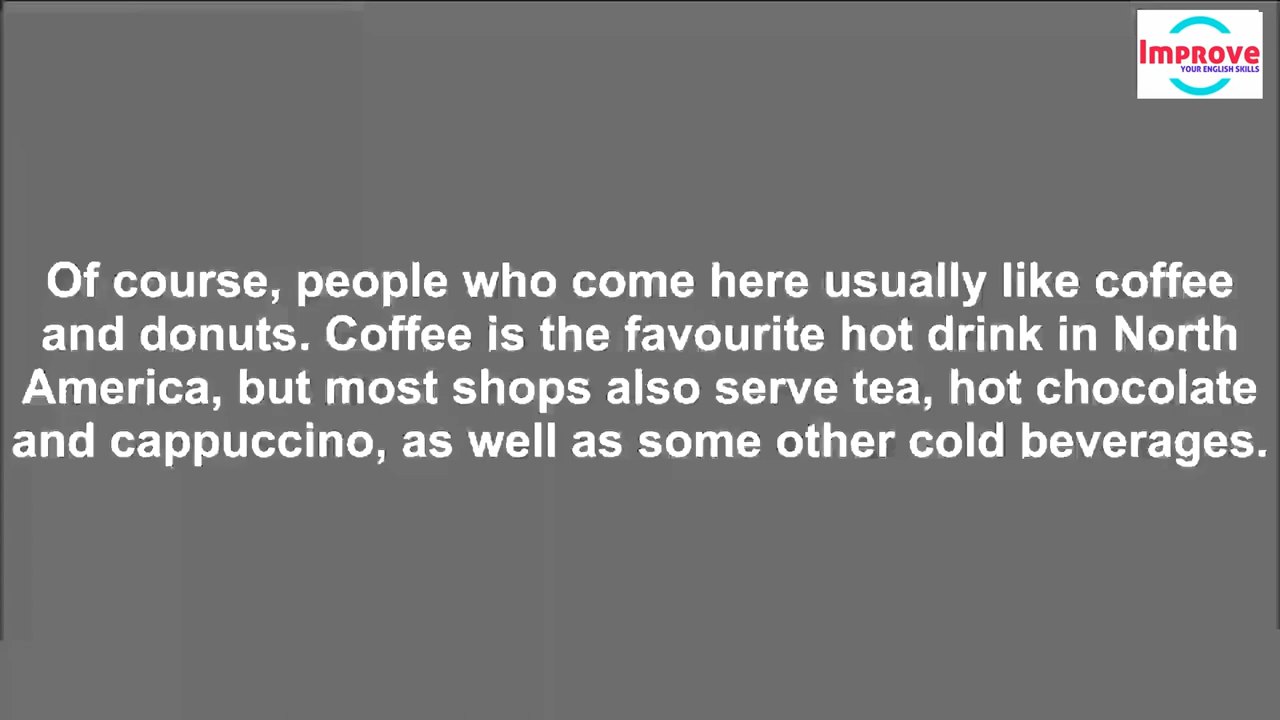 Improve
YOUR ENGLISH SKILLS
Of course, people who come here usually like coffee
and donuts. Coffee is the favourite hot drink in North
America, but most shops also serve tea, hot chocolate
and cappuccino, as well as some other cold beverages.